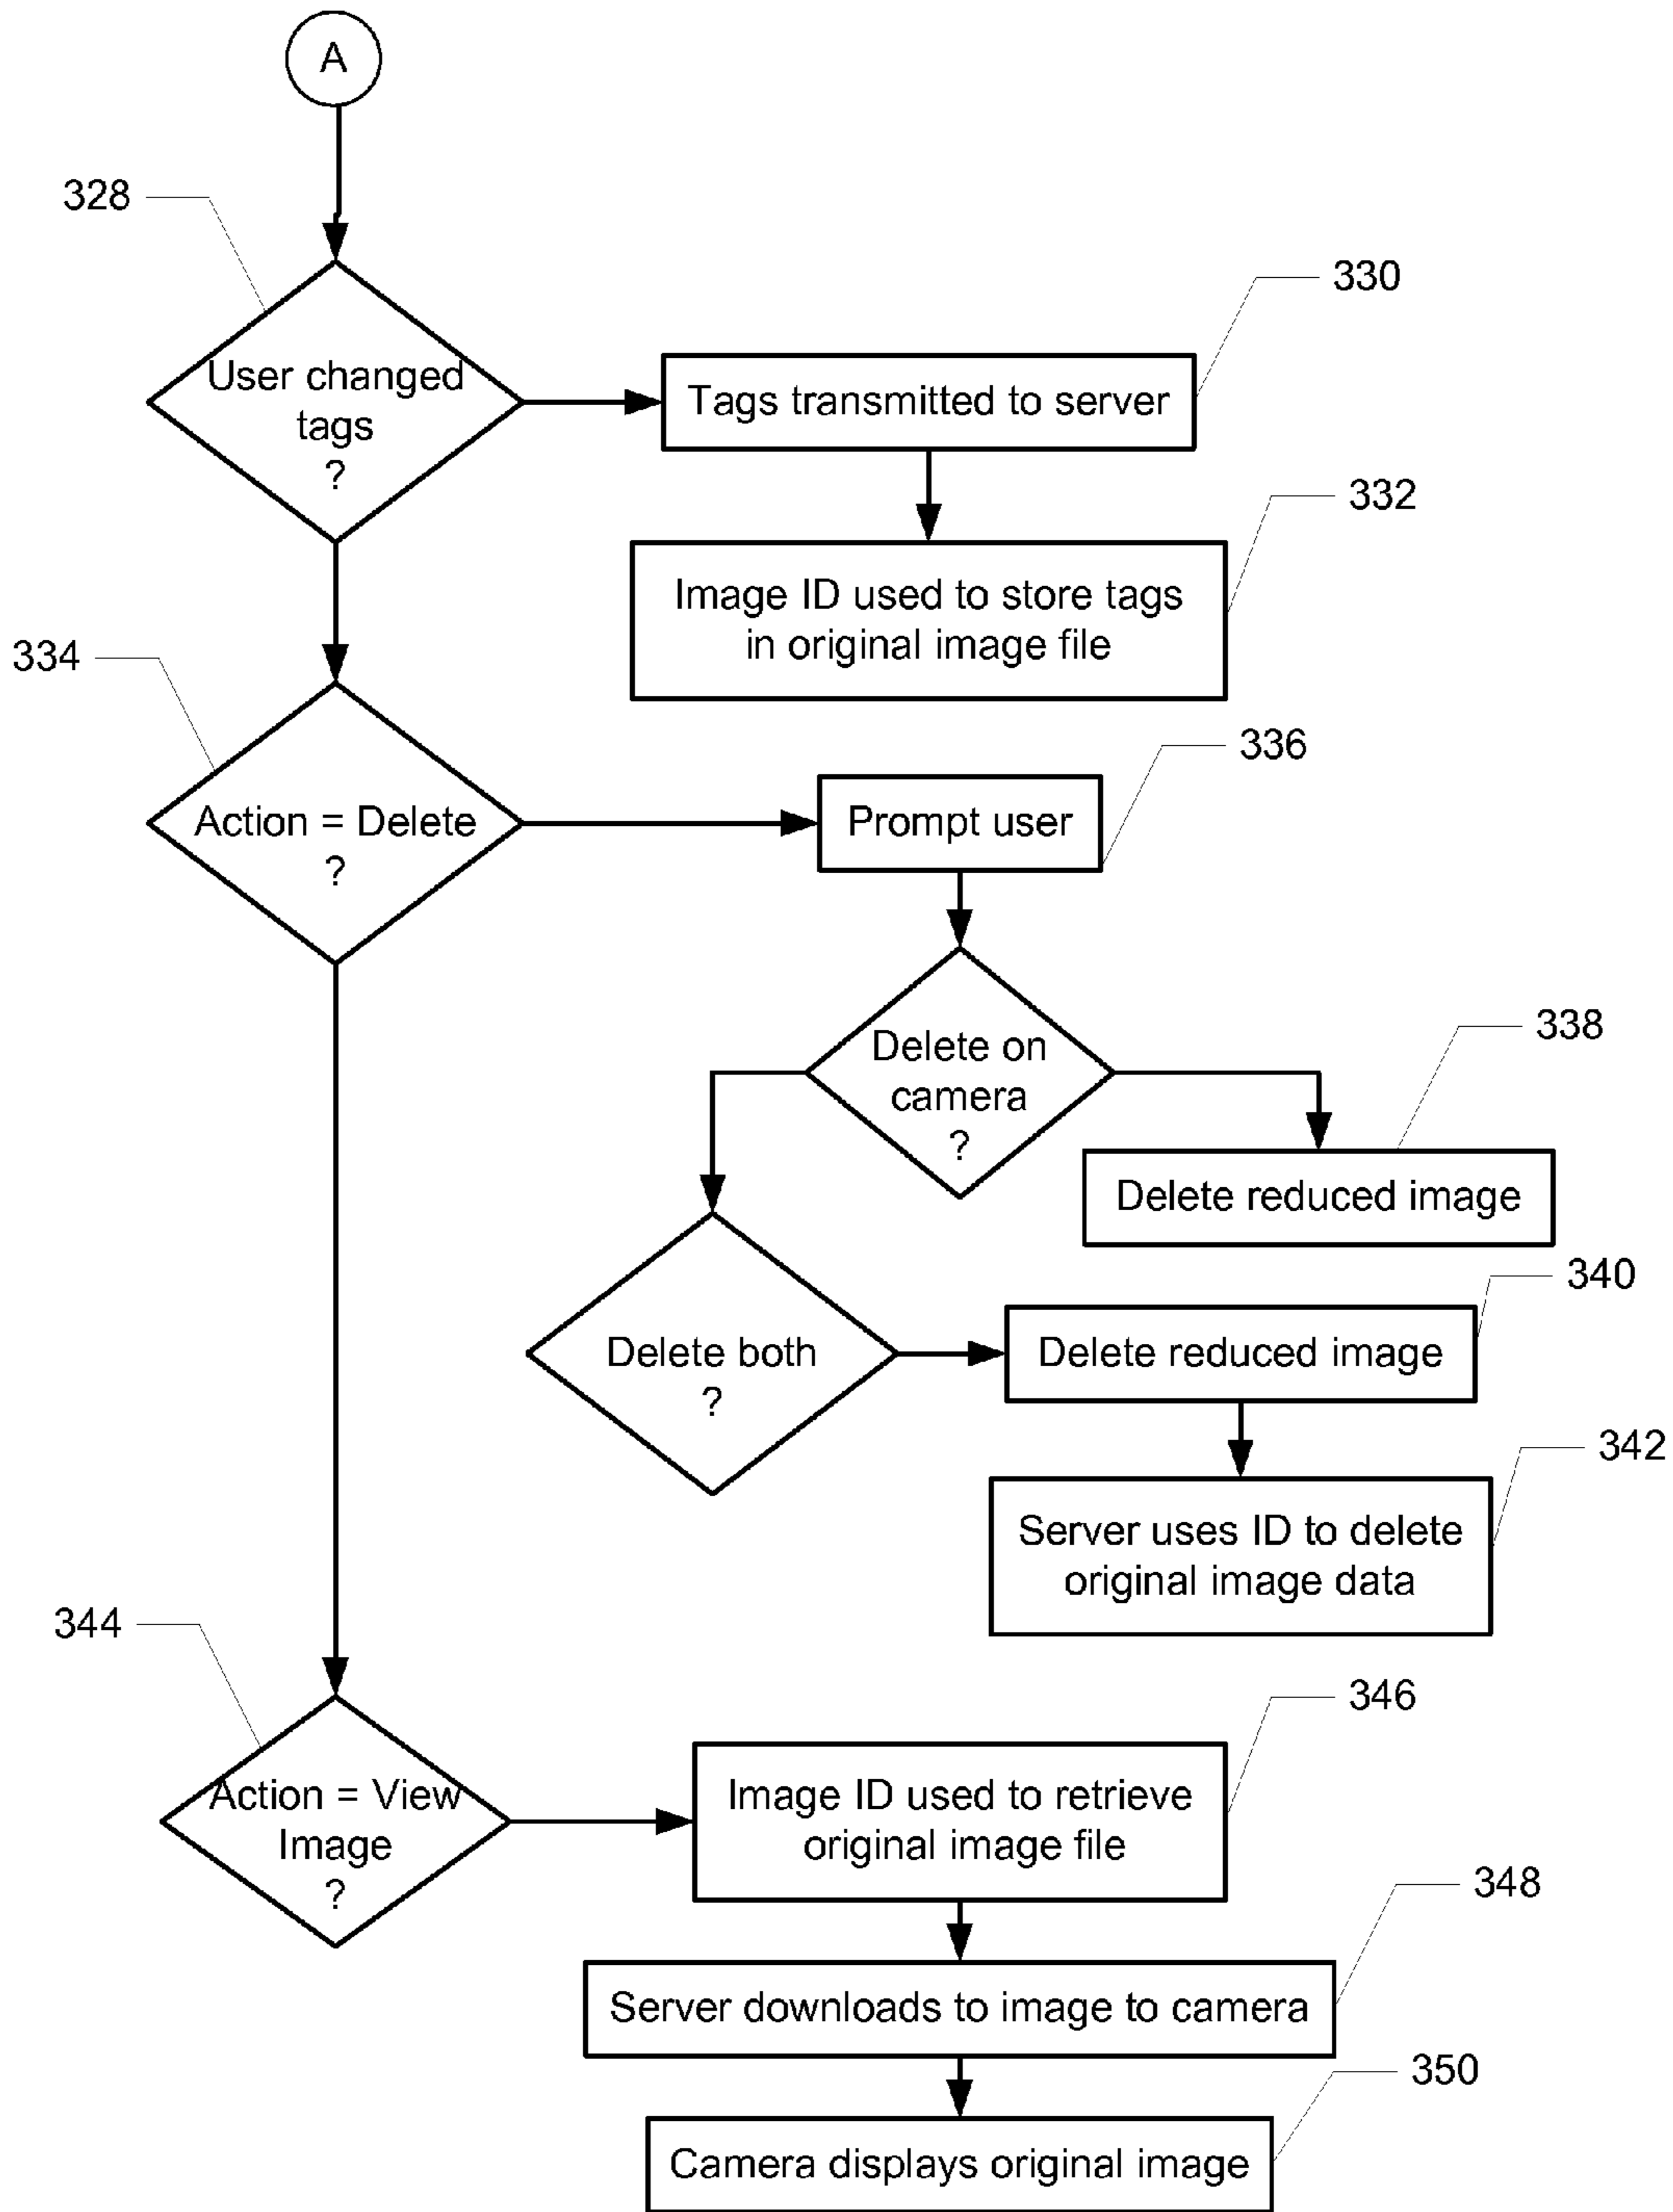 A
328
User changed
tags
?
330
Tags transmitted to server
332
Image ID used to store tags
in original image file
334
Action = Delete
?
336
Prompt user
Delete on
camera
?
338
Delete reduced image
Delete both
?
340
Delete reduced image
342
Server uses ID to delete
original image data
344
Action = View
Image
?
346
Image ID used to retrieve
original image file
348
Server downloads to image to camera
350
Camera displays original image